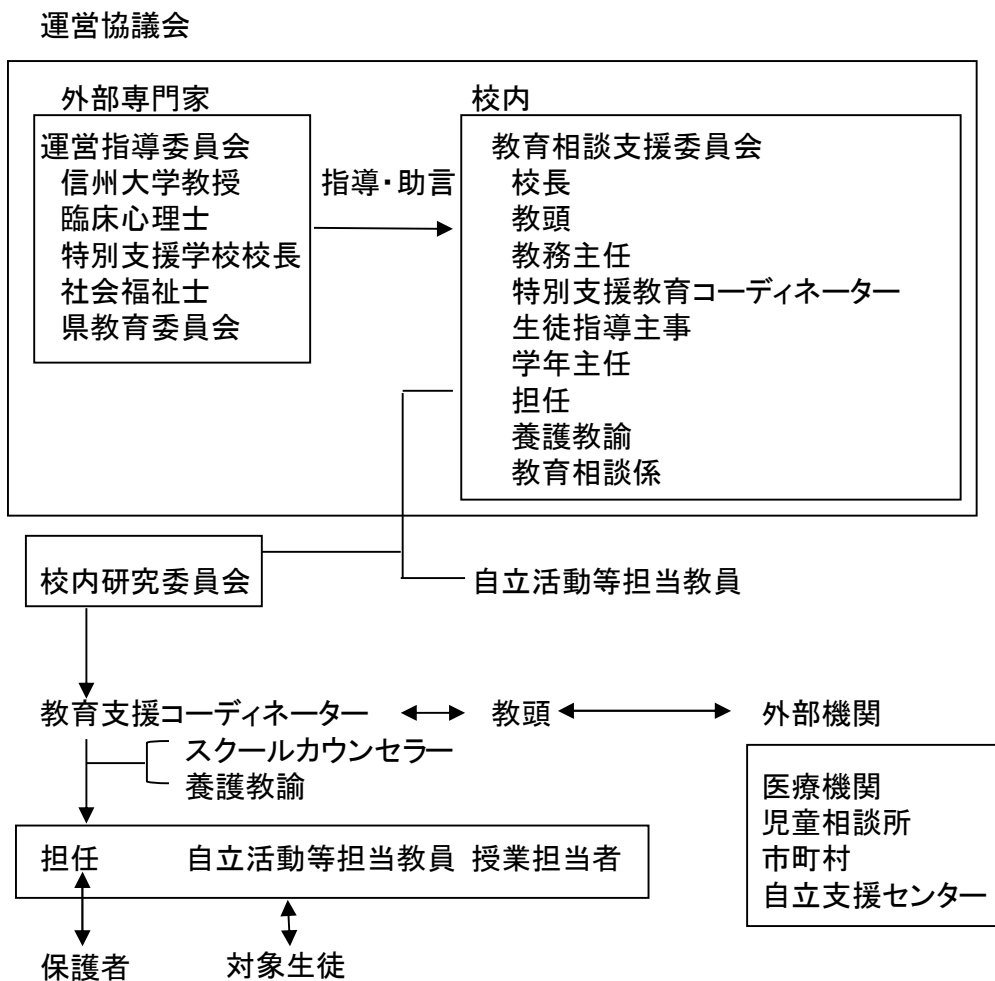 運営協議会
外部専門家
運営指導委員会
信州大学教授
臨床心理士
特別支援学校校長
社会福祉士
県教育委員会
指導・助言
校内
教育相談支援委員会
校長
教頭
教務主任
特別支援教育コーディネーター
生徒指導主事
学年主任
担任
養護教諭
教育相談係
校内研究委員会
自立活動等担当教員
教育支援コーディネーター
教頭
外部機関
スクールカウンセラー
養護教諭
医療機関
児童相談所
市町村
自立支援センター
担任 自立活動等担当教員 授業担当者
保護者
対象生徒